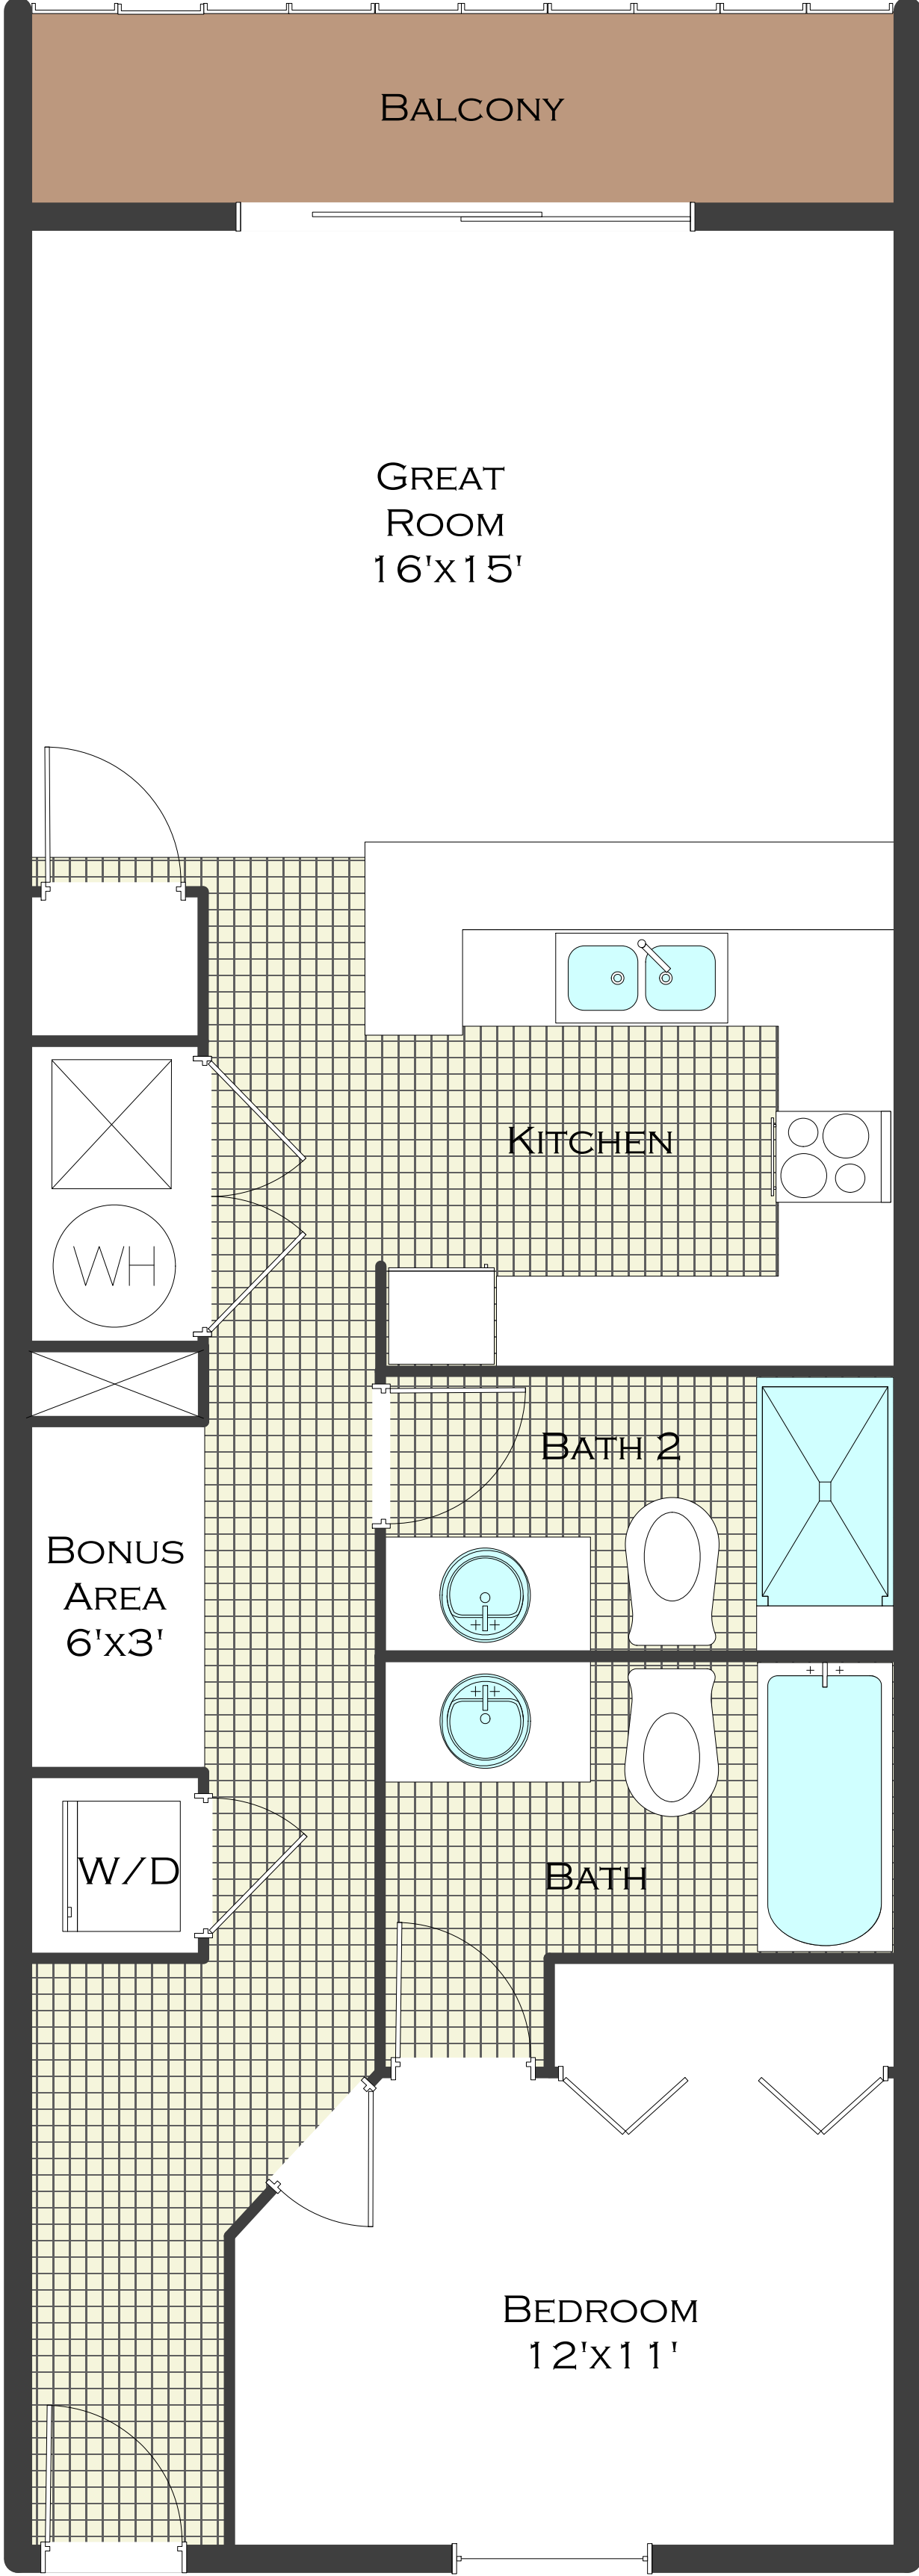 BALCONY
GREAT
ROOM
16'X15'
KITCHEN
WH
BATH 2
BONUS
AREA
6'X3'
W/D
BATH
BEDROOM
12'X11'